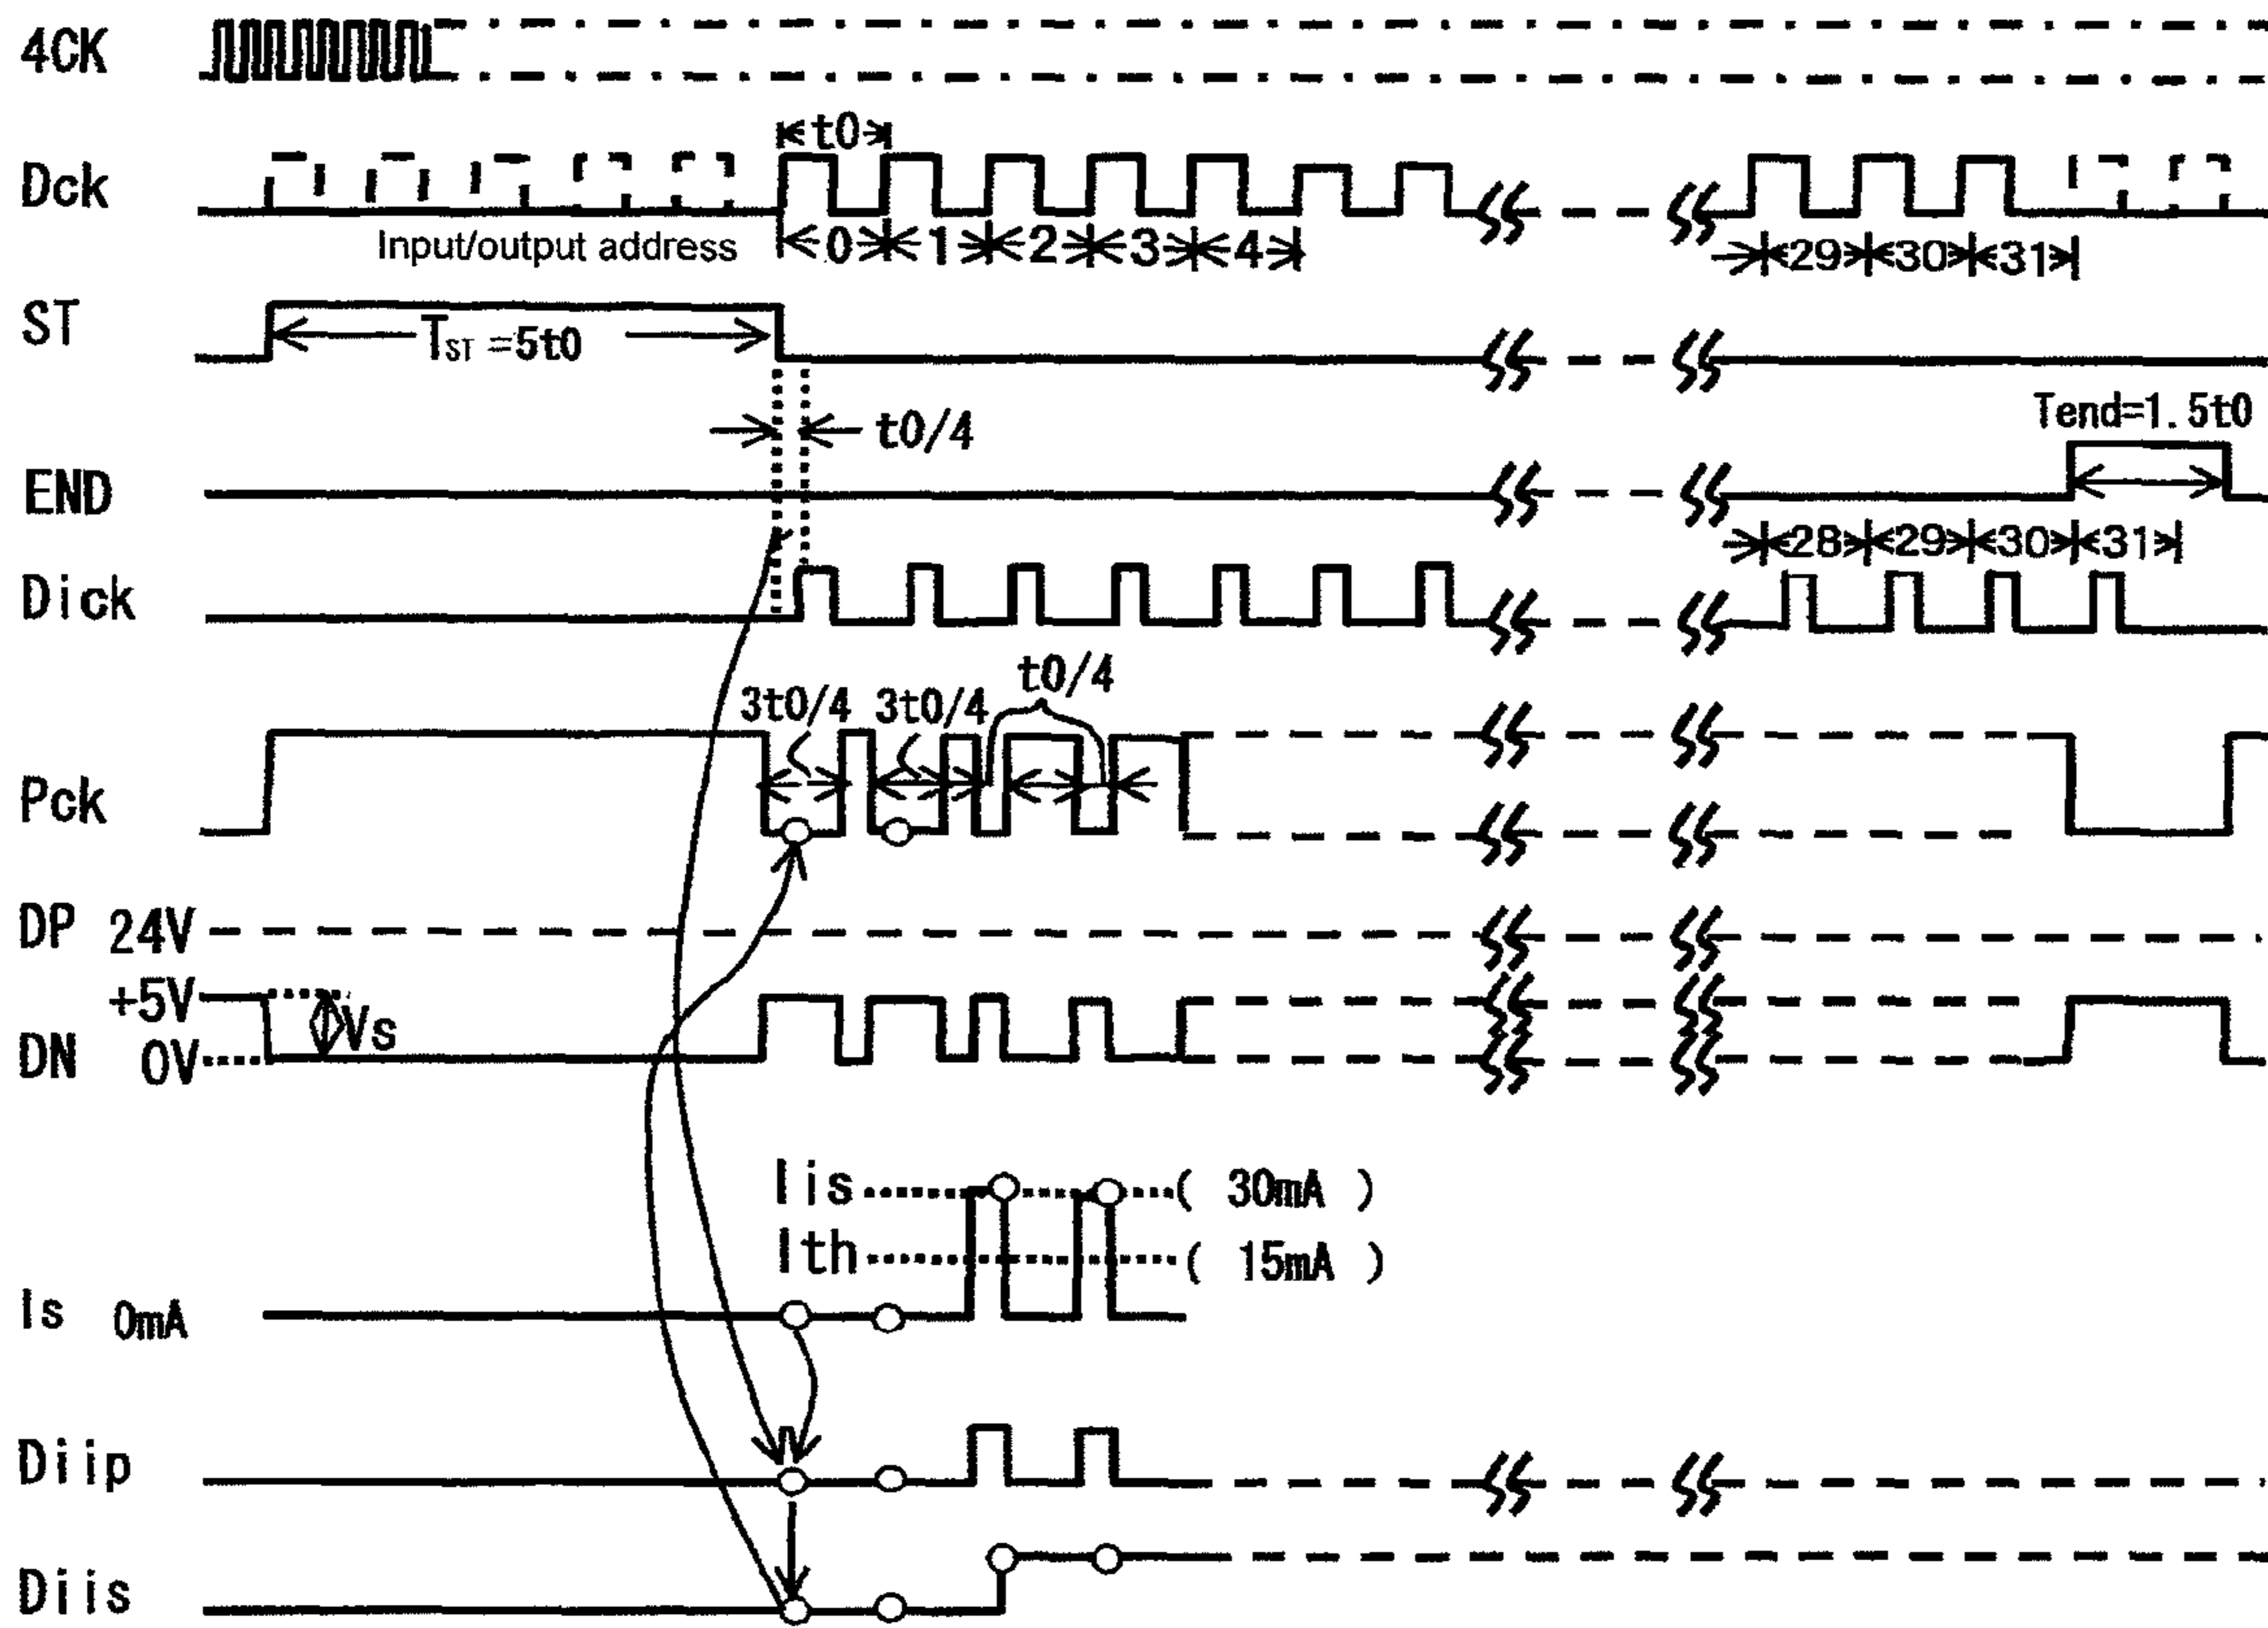 4CK
t0
Dck
Input/output address
0 1 2 3 4
29 30 31
ST
TST =5t0
t0/4
Tend=1.5t0
END
28 29 30 31
Dick
3t0/4 3t0/4 t0/4
Pck
DP 24V
+5V
Vs
DN 0V
Iis ( 30mA )
Ith ( 15mA )
Is 0mA
Diip
Diis